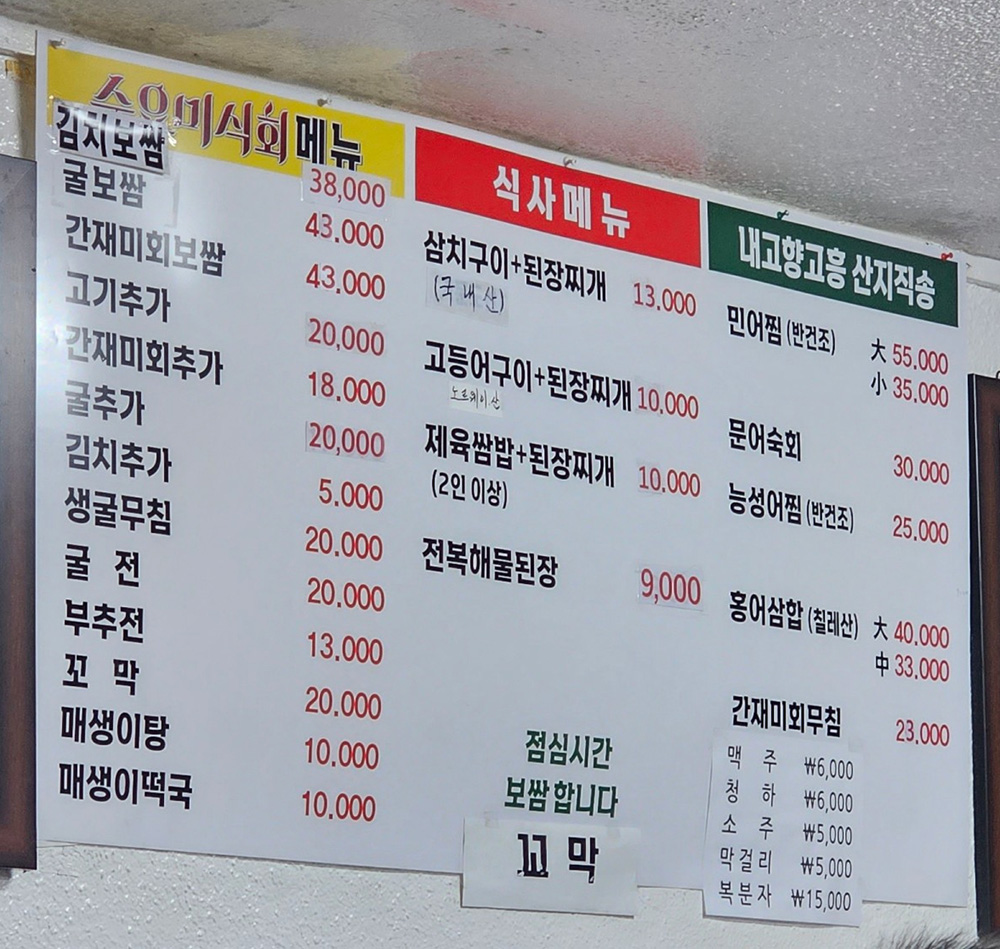 수유미식회메뉴
김치보쌈 38,000
굴보쌈 43.000
간재미회보쌈 43.000
고기추가 20,000
간재미회추가 18.000
굴추가 20,000
김치추가 5.000
생굴무침 20.000
굴 전 20.000
부추전 13.000
꼬 막 20.000
매생이탕 10.000
매생이떡국 10.000
식사메뉴
삼치구이+된장찌개 13.000
(국내산)
고등어구이+된장찌개 10,000
노르웨이산
제육쌈밥+된장찌개 10.000
(2인 이상)
전복해물된장 9,000
점심시간
보쌈합니다
꼬 막
내고향고흥 산지직송
민어찜 (반건조) 大 55.000
小 35.000
문어숙회 30.000
능성어찜 (반건조) 25.000
홍어삼합 (칠레산) 大 40.000
中 33.000
간재미회무침 23.000
맥 주 ₩6,000
청 하 ₩6,000
소 주 ₩5,000
막걸리 ₩5,000
복분자 ₩15,000